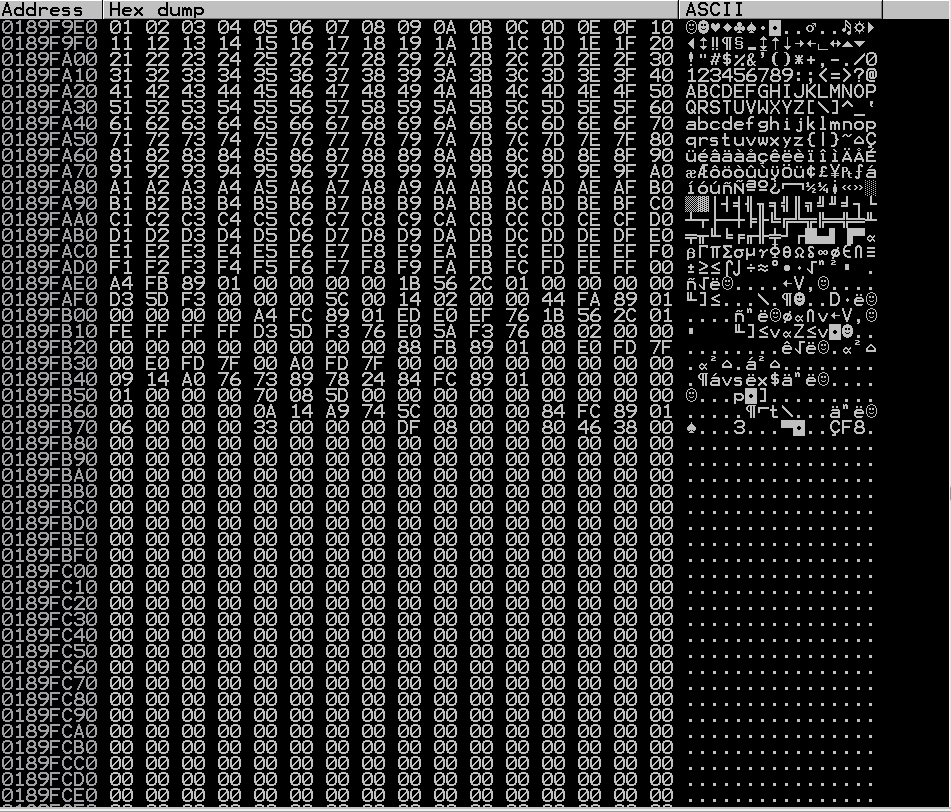 Address Hex dump ASCII
0189F9E0 01 02 03 04 05 06 07 08 09 0A 0B 0C 0D 0E 0F 10 ☺☻♥♦♣♠•◘..♂..♫☼►
0189F9F0 11 12 13 14 15 16 17 18 19 1A 1B 1C 1D 1E 1F 20 ◄↕‼¶§▬↨↑↓→←∟↔▲▼
0189FA00 21 22 23 24 25 26 27 28 29 2A 2B 2C 2D 2E 2F 30 !"#$%&'()*+,-./0
0189FA10 31 32 33 34 35 36 37 38 39 3A 3B 3C 3D 3E 3F 40 123456789:;<=>?@
0189FA20 41 42 43 44 45 46 47 48 49 4A 4B 4C 4D 4E 4F 50 ABCDEFGHIJKLMNOP
0189FA30 51 52 53 54 55 56 57 58 59 5A 5B 5C 5D 5E 5F 60 QRSTUVWXYZ[\]^_`
0189FA40 61 62 63 64 65 66 67 68 69 6A 6B 6C 6D 6E 6F 70 abcdefghijklmnop
0189FA50 71 72 73 74 75 76 77 78 79 7A 7B 7C 7D 7E 7F 80 qrstuvwxyz{|}~⌂Ç
0189FA60 81 82 83 84 85 86 87 88 89 8A 8B 8C 8D 8E 8F 90 üéâäàåçêëèïîìÄÅÉ
0189FA70 91 92 93 94 95 96 97 98 99 9A 9B 9C 9D 9E 9F A0 æÆôöòûùÿÖÜ¢£¥₧ƒá
0189FA80 A1 A2 A3 A4 A5 A6 A7 A8 A9 AA AB AC AD AE AF B0 íóúñÑªº¿⌐¬½¼¡«»░
0189FA90 B1 B2 B3 B4 B5 B6 B7 B8 B9 BA BB BC BD BE BF C0 ▒▓│┤╡╢╖╕╣║╗╝╜╛┐└
0189FAA0 C1 C2 C3 C4 C5 C6 C7 C8 C9 CA CB CC CD CE CF D0 ┴┬├─┼╞╟╚╔╩╦╠═╬╧╨
0189FAB0 D1 D2 D3 D4 D5 D6 D7 D8 D9 DA DB DC DD DE DF E0 ╤╥╙╘╒╓╫╪┘┌█▄▌▐▀α
0189FAC0 E1 E2 E3 E4 E5 E6 E7 E8 E9 EA EB EC ED EE EF F0 βΓπΣσµτΦΘΩδ∞φ∈∩≡
0189FAD0 F1 F2 F3 F4 F5 F6 F7 F8 F9 FA FB FC FD FE FF 00 ±≥≤⌠⌡÷≈°∙·√ⁿ²■ .
0189FAE0 A4 FB 89 01 00 00 00 00 1B 56 2C 01 00 00 00 00 ñ√ë☺....←V,☺....
0189FAF0 D3 5D F3 00 00 00 5C 00 14 02 00 00 44 FA 89 01 ╙]≤...\.¶☻..D·ë☺
0189FB00 00 00 00 00 A4 FC 89 01 ED E0 EF 76 1B 56 2C 01 ....ñⁿë☺φα∩v←V,☺
0189FB10 FE FF FF FF D3 5D F3 76 E0 5A F3 76 08 02 00 00 ■   ╙]≤vαZ≤v◘☻..
0189FB20 00 00 00 00 00 00 00 00 88 FB 89 01 00 E0 FD 7F ........ê√ë☺.α²⌂
0189FB30 00 E0 FD 7F 00 A0 FD 7F 00 00 00 00 00 00 00 00 .α²⌂.á²⌂........
0189FB40 09 14 A0 76 73 89 78 24 84 FC 89 01 00 00 00 00 .¶ávsëx$äⁿë☺....
0189FB50 01 00 00 00 70 08 5D 00 00 00 00 00 00 00 00 00 ☺...p◘].........
0189FB60 00 00 00 00 0A 14 A9 74 5C 00 00 00 84 FC 89 01 .....¶⌐t\...äⁿë☺
0189FB70 06 00 00 00 33 00 00 00 DF 08 00 00 80 46 38 00 ♠...3...▀◘..ÇF8.
0189FB80 00 00 00 00 00 00 00 00 00 00 00 00 00 00 00 00 ................
0189FB90 00 00 00 00 00 00 00 00 00 00 00 00 00 00 00 00 ................
0189FBA0 00 00 00 00 00 00 00 00 00 00 00 00 00 00 00 00 ................
0189FBB0 00 00 00 00 00 00 00 00 00 00 00 00 00 00 00 00 ................
0189FBC0 00 00 00 00 00 00 00 00 00 00 00 00 00 00 00 00 ................
0189FBD0 00 00 00 00 00 00 00 00 00 00 00 00 00 00 00 00 ................
0189FBE0 00 00 00 00 00 00 00 00 00 00 00 00 00 00 00 00 ................
0189FBF0 00 00 00 00 00 00 00 00 00 00 00 00 00 00 00 00 ................
0189FC00 00 00 00 00 00 00 00 00 00 00 00 00 00 00 00 00 ................
0189FC10 00 00 00 00 00 00 00 00 00 00 00 00 00 00 00 00 ................
0189FC20 00 00 00 00 00 00 00 00 00 00 00 00 00 00 00 00 ................
0189FC30 00 00 00 00 00 00 00 00 00 00 00 00 00 00 00 00 ................
0189FC40 00 00 00 00 00 00 00 00 00 00 00 00 00 00 00 00 ................
0189FC50 00 00 00 00 00 00 00 00 00 00 00 00 00 00 00 00 ................
0189FC60 00 00 00 00 00 00 00 00 00 00 00 00 00 00 00 00 ................
0189FC70 00 00 00 00 00 00 00 00 00 00 00 00 00 00 00 00 ................
0189FC80 00 00 00 00 00 00 00 00 00 00 00 00 00 00 00 00 ................
0189FC90 00 00 00 00 00 00 00 00 00 00 00 00 00 00 00 00 ................
0189FCA0 00 00 00 00 00 00 00 00 00 00 00 00 00 00 00 00 ................
0189FCB0 00 00 00 00 00 00 00 00 00 00 00 00 00 00 00 00 ................
0189FCC0 00 00 00 00 00 00 00 00 00 00 00 00 00 00 00 00 ................
0189FCD0 00 00 00 00 00 00 00 00 00 00 00 00 00 00 00 00 ................
0189FCE0 00 00 00 00 00 00 00 00 00 00 00 00 00 00 00 00 ................